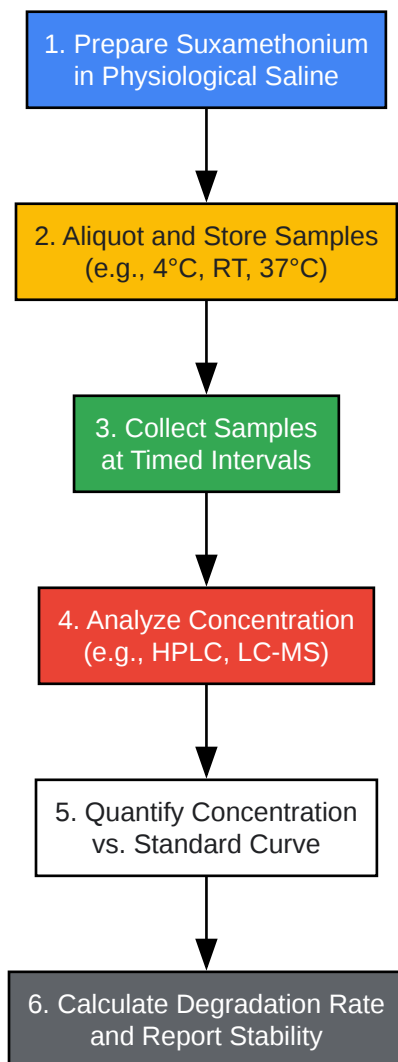 1. Prepare Suxamethonium
in Physiological Saline
2. Aliquot and Store Samples
(e.g., 4°C, RT, 37°C)
3. Collect Samples
at Timed Intervals
4. Analyze Concentration
(e.g., HPLC, LC-MS)
5. Quantify Concentration
vs. Standard Curve
6. Calculate Degradation Rate
and Report Stability